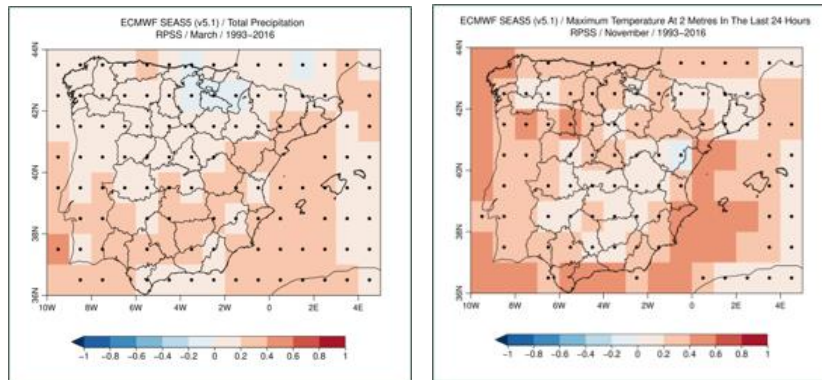 ECMWF SEAS5 (v5.1) / Total Precipitation
RPSS / March / 1993−2016
44N
42N
40N
38N
36N
10W 8W 6W 4W 2W 0 2E 4E
−1 −0.8 −0.6 −0.4 −0.2 0 0.2 0.4 0.6 0.8 1
ECMWF SEAS5 (v5.1) / Maximum Temperature At 2 Metres In The Last 24 Hours
RPSS / November / 1993−2016
44N
42N
40N
38N
36N
10W 8W 6W 4W 2W 0 2E 4E
−1 −0.8 −0.6 −0.4 −0.2 0 0.2 0.4 0.6 0.8 1